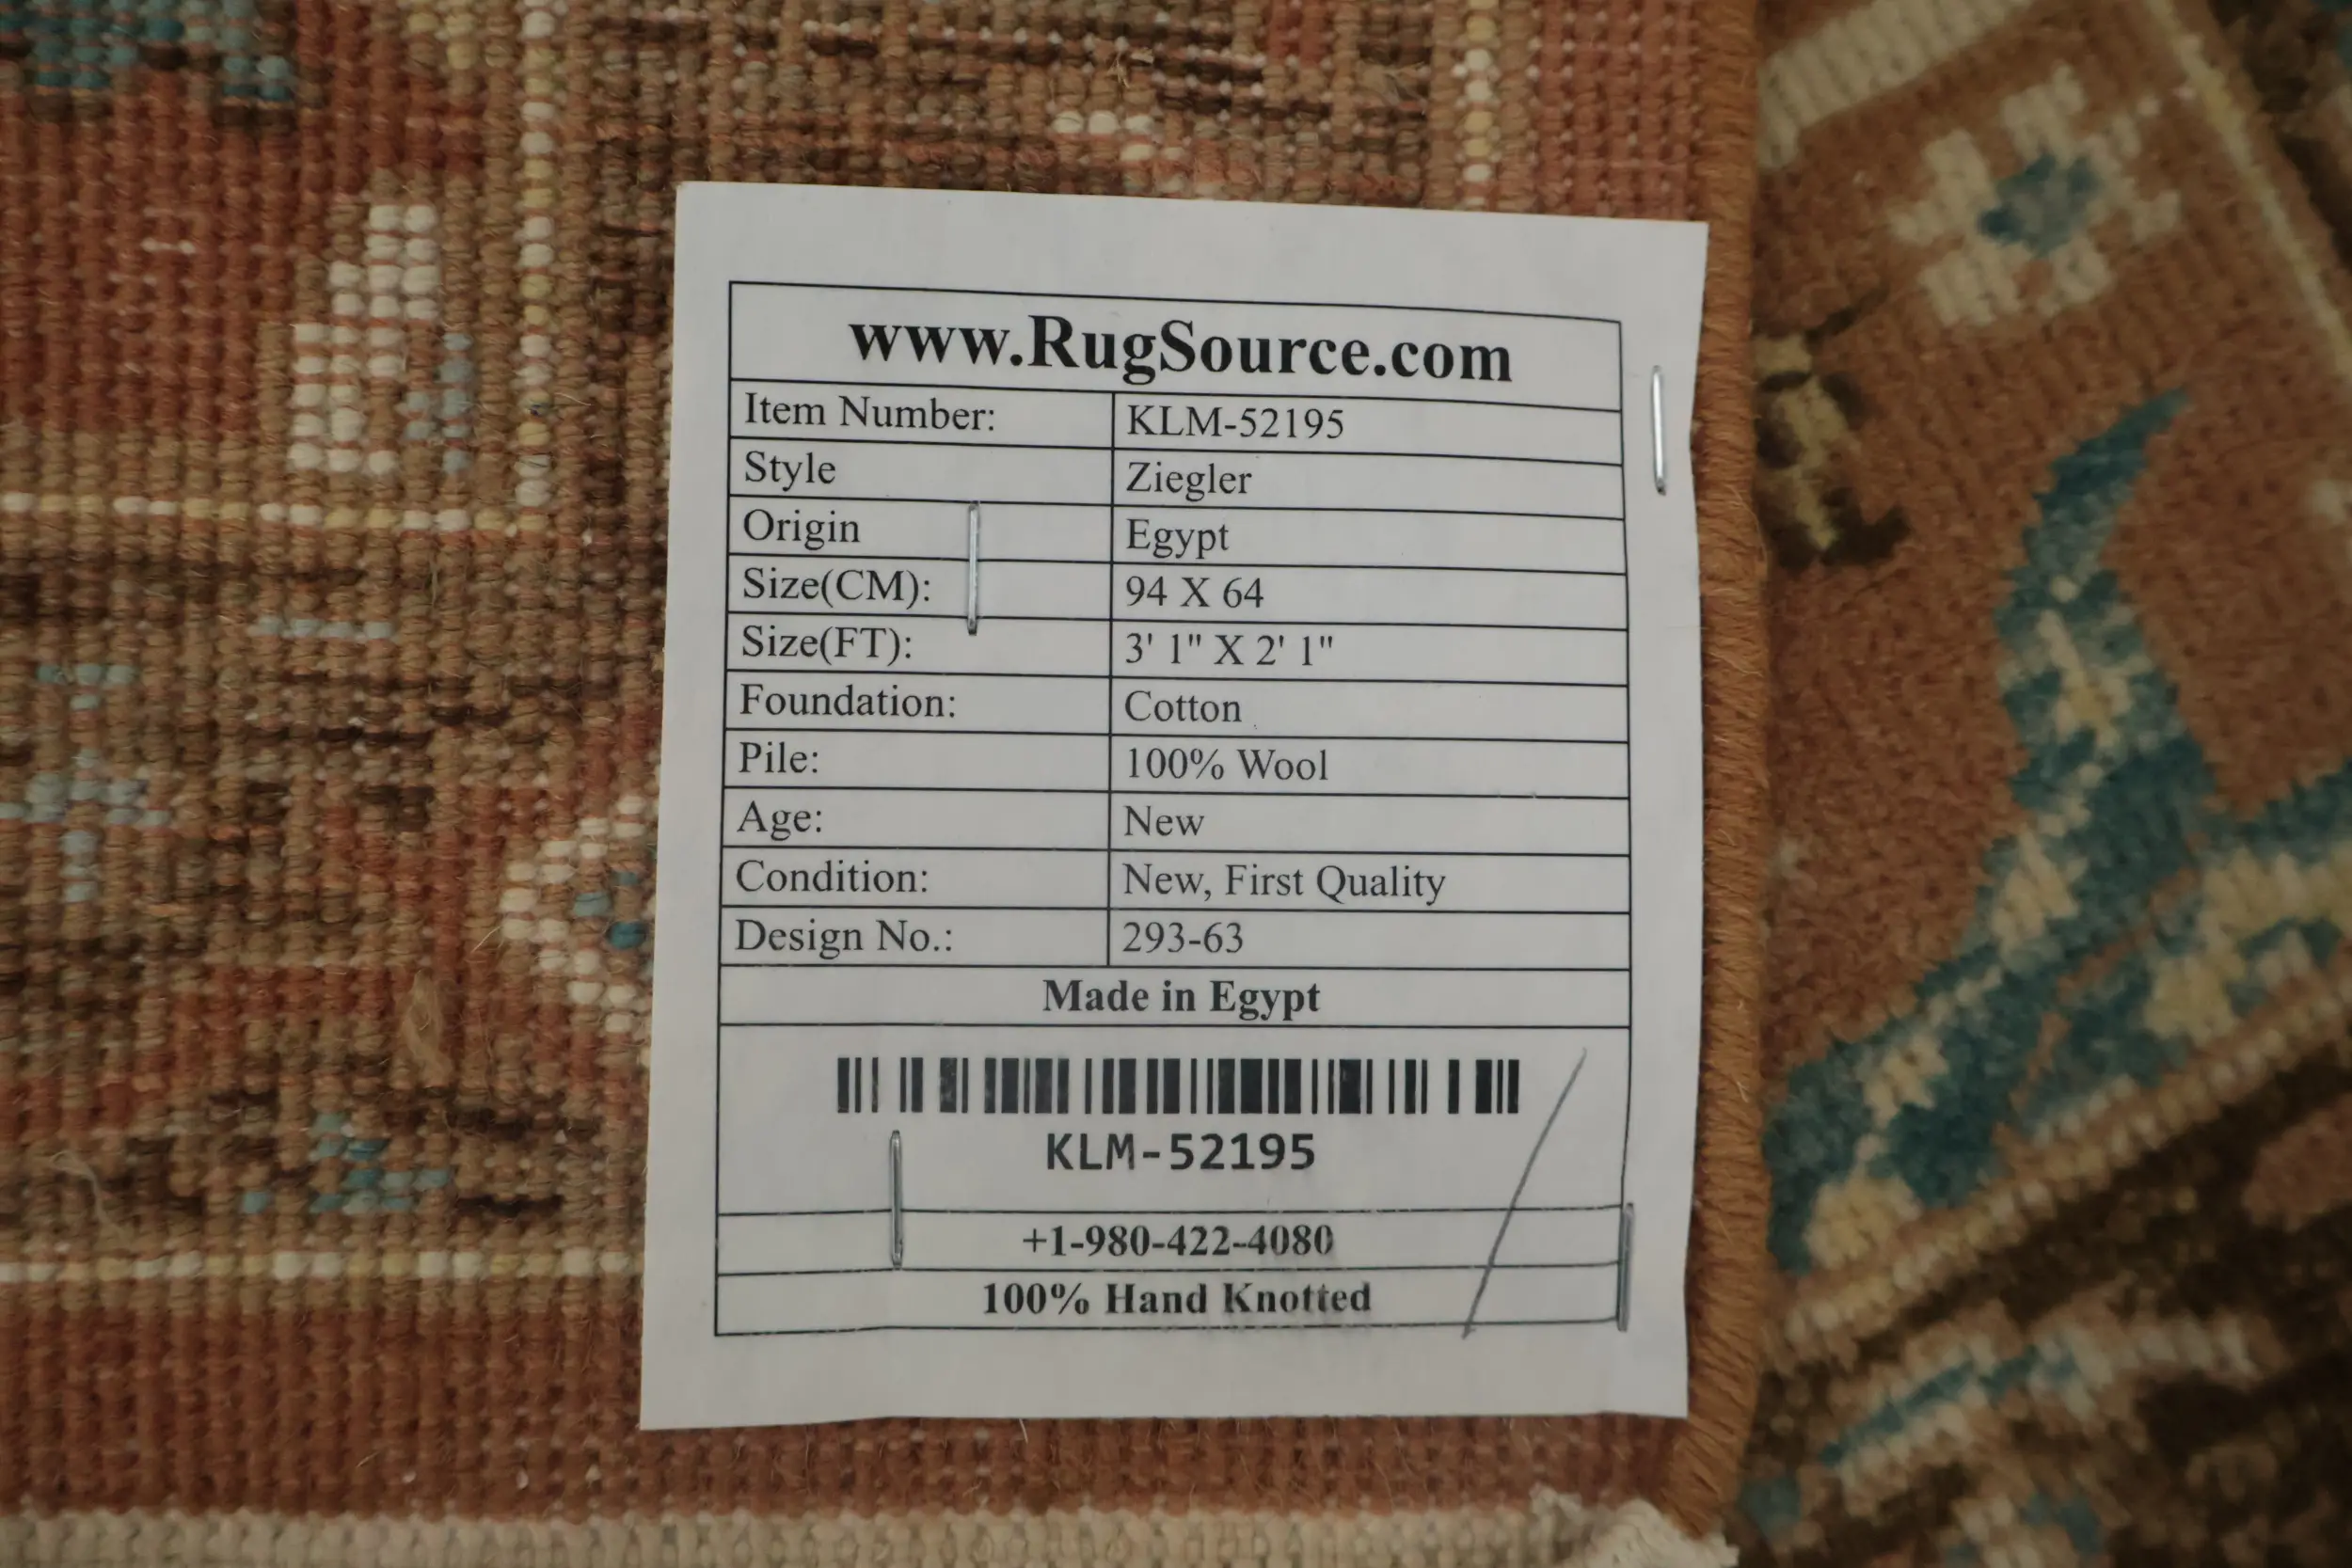 www.RugSource.com
Item Number: KLM-52195
Style Ziegler
Origin Egypt
Size(CM): 94 X 64
Size(FT): 3' 1" X 2' 1"
Foundation: Cotton
Pile: 100% Wool
Age: New
Condition: New, First Quality
Design No.: 293-63
Made in Egypt
KLM-52195
+1-980-422-4080
100% Hand Knotted